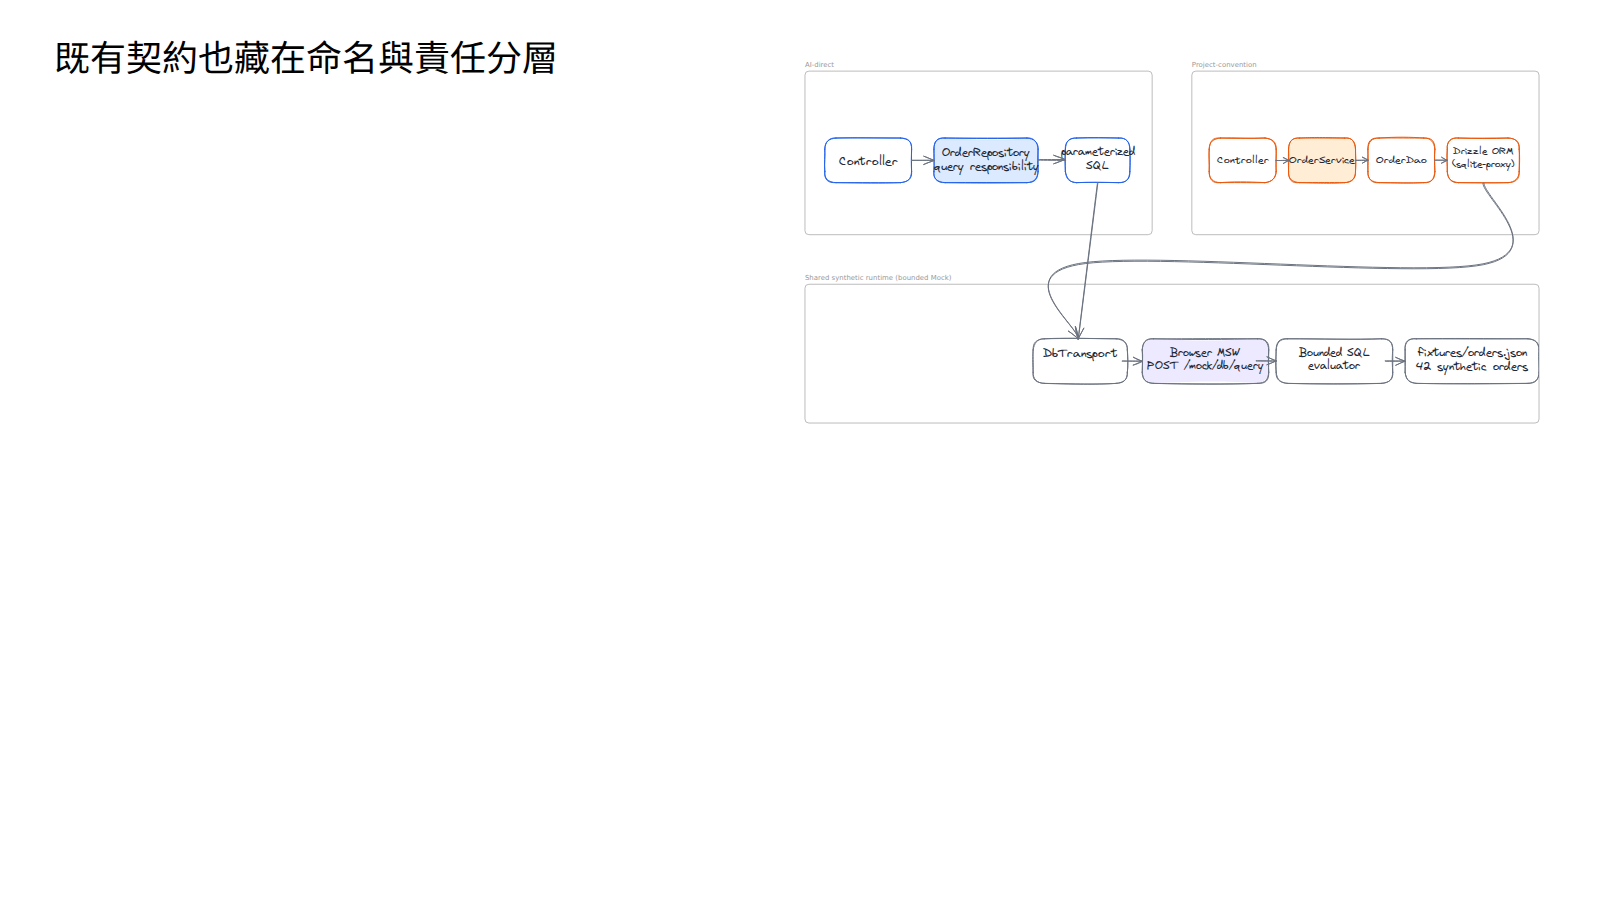 既有契約也藏在命名與責任分層
AI-direct
Controller
OrderRepository
query responsibility
parameterized
SQL
Project-convention
Controller
OrderService
OrderDao
Drizzle ORM
(sqlite-proxy)
Shared synthetic runtime (bounded Mock)
DbTransport
Browser MSW
POST /mock/db/query
Bounded SQL
evaluator
fixtures/orders.json
42 synthetic orders